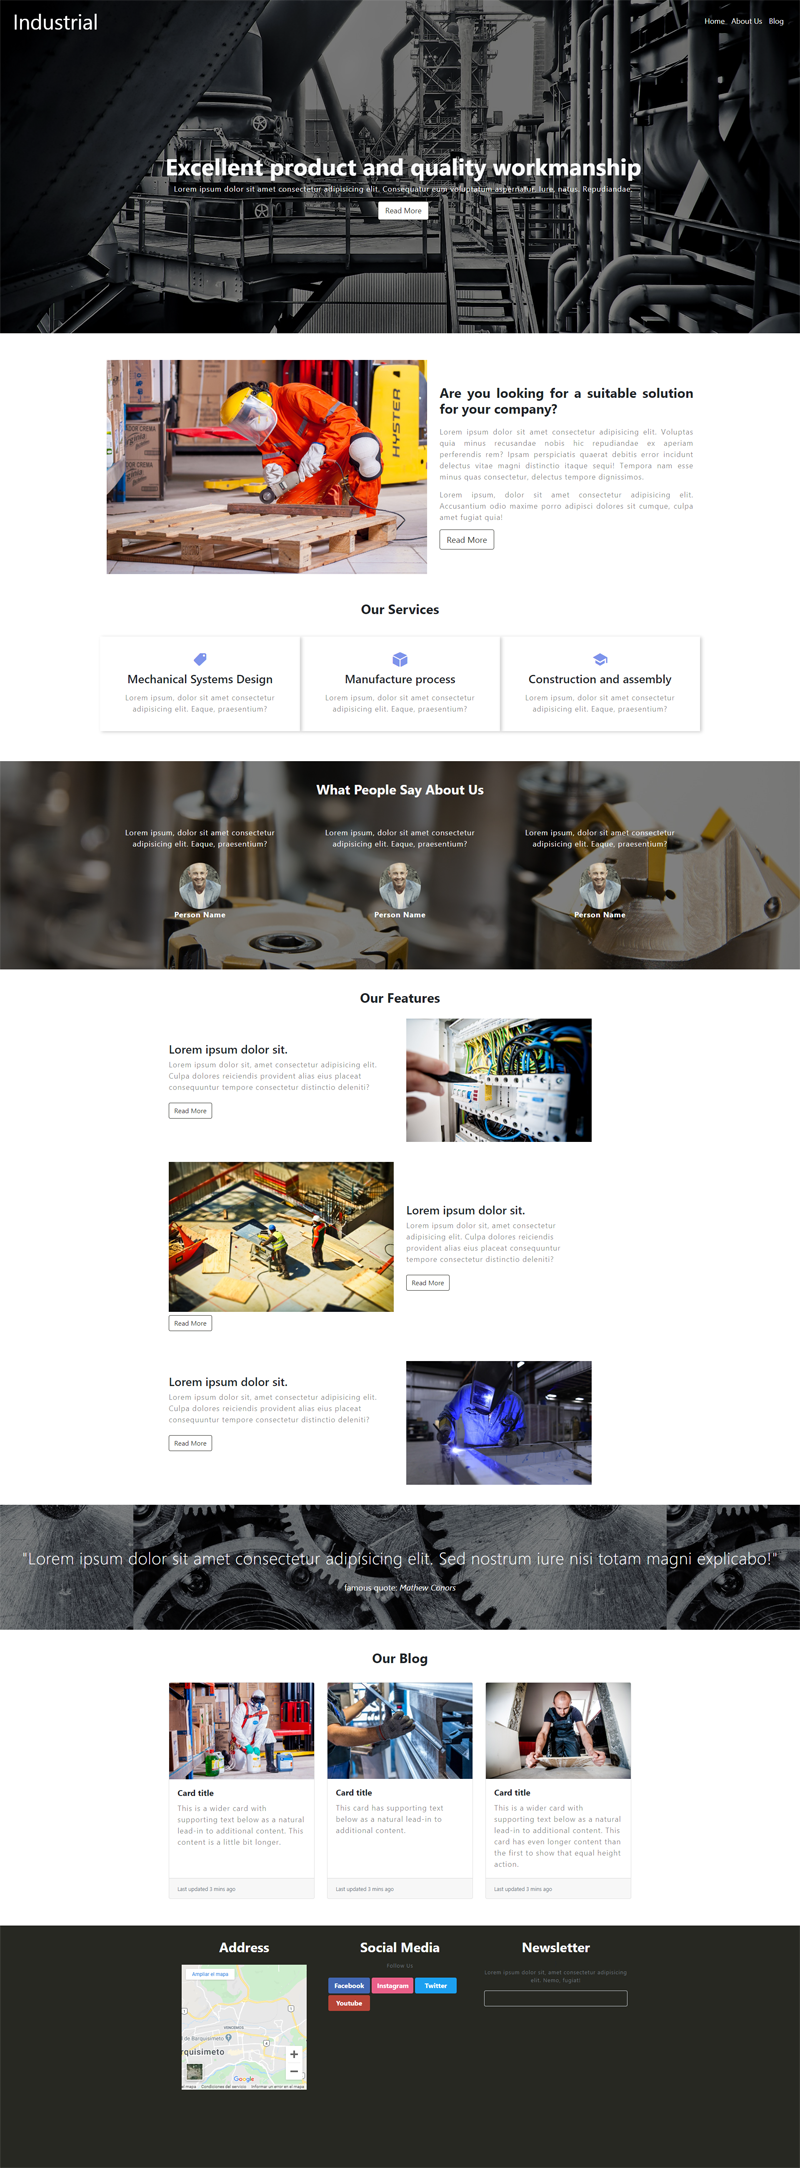 Industrial
Home About Us Blog
Excellent product and quality workmanship
Lorem ipsum dolor sit amet consectetur adipisicing elit. Consequatur eum voluptatum aspernatur, iure, natus. Repudiandae,
Read More
HYSTER
Are you looking for a suitable solution
for your company?
Lorem ipsum dolor sit amet consectetur adipisicing elit. Voluptas
quia minus recusandae nobis hic repudiandae ex aperiam
perferendis rem? Ipsam perspiciatis quaerat debitis error incidunt
delectus vitae magni distinctio itaque sequi! Tempora nam esse
minus quas consectetur, delectus tempore dignissimos.
Lorem ipsum, dolor sit amet consectetur adipisicing elit.
Accusantium odio maxime porro adipisci dolores sit cumque, culpa
amet fugiat quia!
Read More
Our Services
Mechanical Systems Design
Lorem ipsum, dolor sit amet consectetur
adipisicing elit. Eaque, praesentium?
Manufacture process
Lorem ipsum, dolor sit amet consectetur
adipisicing elit. Eaque, praesentium?
Construction and assembly
Lorem ipsum, dolor sit amet consectetur
adipisicing elit. Eaque, praesentium?
What People Say About Us
Lorem ipsum, dolor sit amet consectetur
adipisicing elit. Eaque, praesentium?
Person Name
Lorem ipsum, dolor sit amet consectetur
adipisicing elit. Eaque, praesentium?
Person Name
Lorem ipsum, dolor sit amet consectetur
adipisicing elit. Eaque, praesentium?
Person Name
Our Features
Lorem ipsum dolor sit.
Lorem ipsum dolor sit, amet consectetur adipisicing elit.
Culpa dolores reiciendis provident alias eius placeat
consequuntur tempore consectetur distinctio deleniti?
Read More
Lorem ipsum dolor sit.
Lorem ipsum dolor sit, amet consectetur
adipisicing elit. Culpa dolores reiciendis
provident alias eius placeat consequuntur
tempore consectetur distinctio deleniti?
Read More
Read More
Lorem ipsum dolor sit.
Lorem ipsum dolor sit, amet consectetur adipisicing elit.
Culpa dolores reiciendis provident alias eius placeat
consequuntur tempore consectetur distinctio deleniti?
Read More
"Lorem ipsum dolor sit amet consectetur adipisicing elit. Sed nostrum iure nisi totam magni explicabo!"
famous quote: Mathew Conors
Our Blog
Card title
This is a wider card with
supporting text below as a natural
lead-in to additional content. This
content is a little bit longer.
Last updated 3 mins ago
Card title
This card has supporting text
below as a natural lead-in to
additional content.
Last updated 3 mins ago
Card title
This is a wider card with
supporting text below as a natural
lead-in to additional content. This
card has even longer content than
the first to show that equal height
action.
Last updated 3 mins ago
Address
Ampliar el mapa
de Barquisimeto
rquisimeto
Google
el mapa Condiciones del servicio Informar un error en el mapa
Social Media
Follow Us
Facebook
Instagram
Twitter
Youtube
Newsletter
Lorem ipsum dolor sit, amet consectetur adipisicing
elit. Nemo, fugiat!